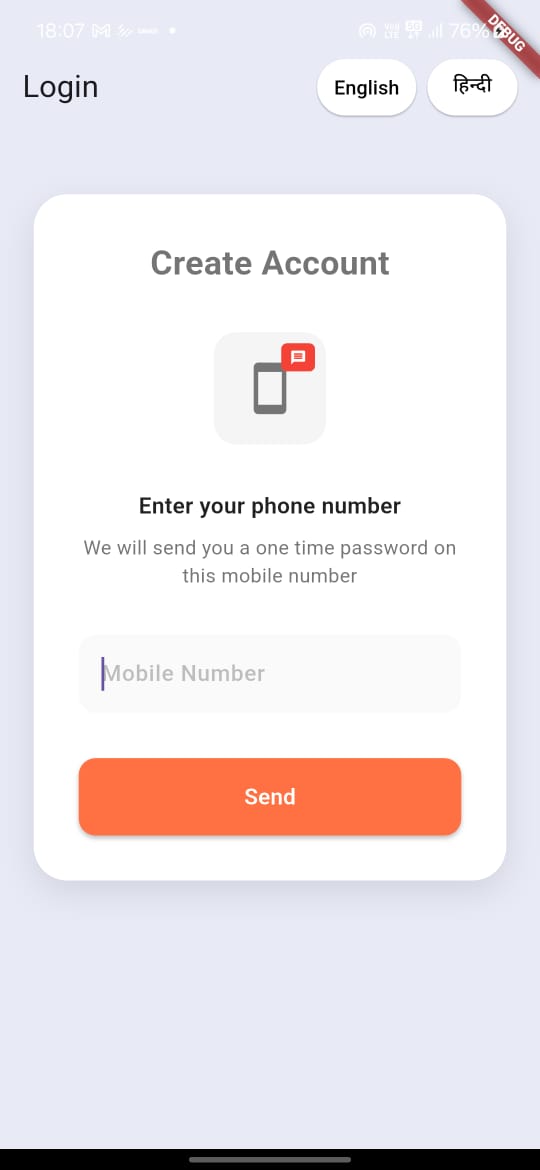 18:07
76%
DEBUG
Login
English
हिन्दी
Create Account
Enter your phone number
We will send you a one time password on
this mobile number
Mobile Number
Send